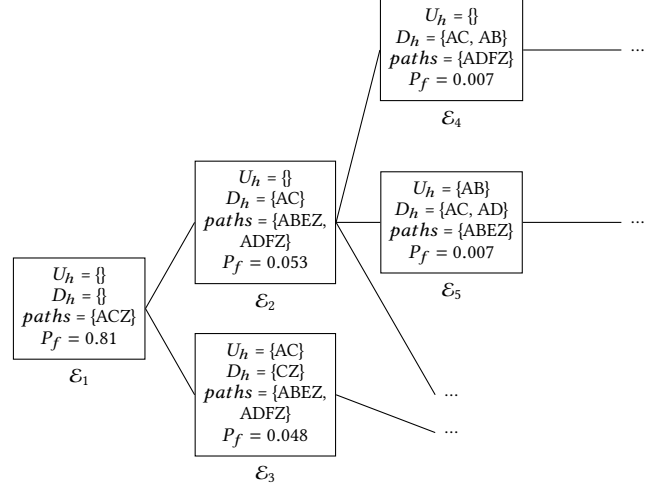 U_h = {}
D_h = {AC, AB}
paths = {ADFZ}
P_f = 0.007
ℰ_4
...
U_h = {}
D_h = {AC}
paths = {ABEZ,
ADFZ}
P_f = 0.053
ℰ_2
U_h = {AB}
D_h = {AC, AD}
paths = {ABEZ}
P_f = 0.007
ℰ_5
...
U_h = {}
D_h = {}
paths = {ACZ}
P_f = 0.81
ℰ_1
U_h = {AC}
D_h = {CZ}
paths = {ABEZ,
ADFZ}
P_f = 0.048
ℰ_3
...
...